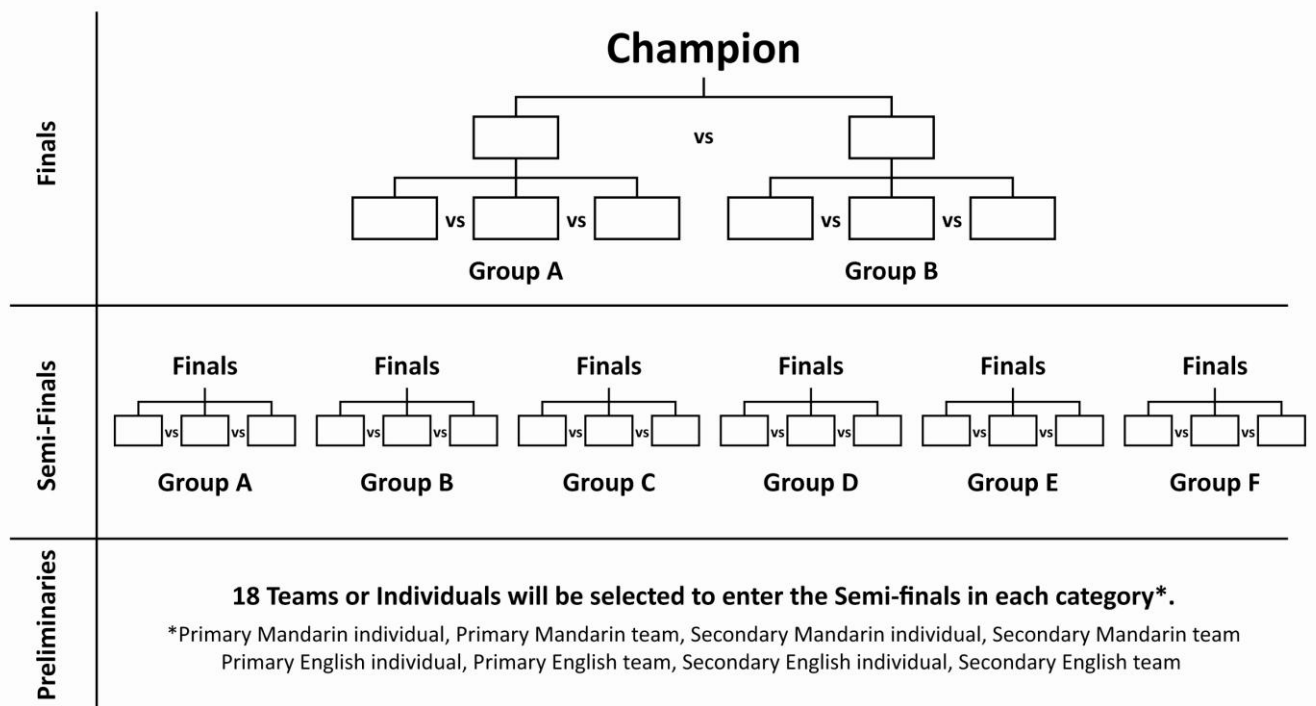 Champion
Finals
vs
vs vs vs vs
Group A Group B
Semi-Finals
Finals Finals Finals Finals Finals Finals
vs vs vs vs vs vs vs vs vs vs vs vs
Group A Group B Group C Group D Group E Group F
Preliminaries
18 Teams or Individuals will be selected to enter the Semi-finals in each category*.
*Primary Mandarin individual, Primary Mandarin team, Secondary Mandarin individual, Secondary Mandarin team
Primary English individual, Primary English team, Secondary English individual, Secondary English team